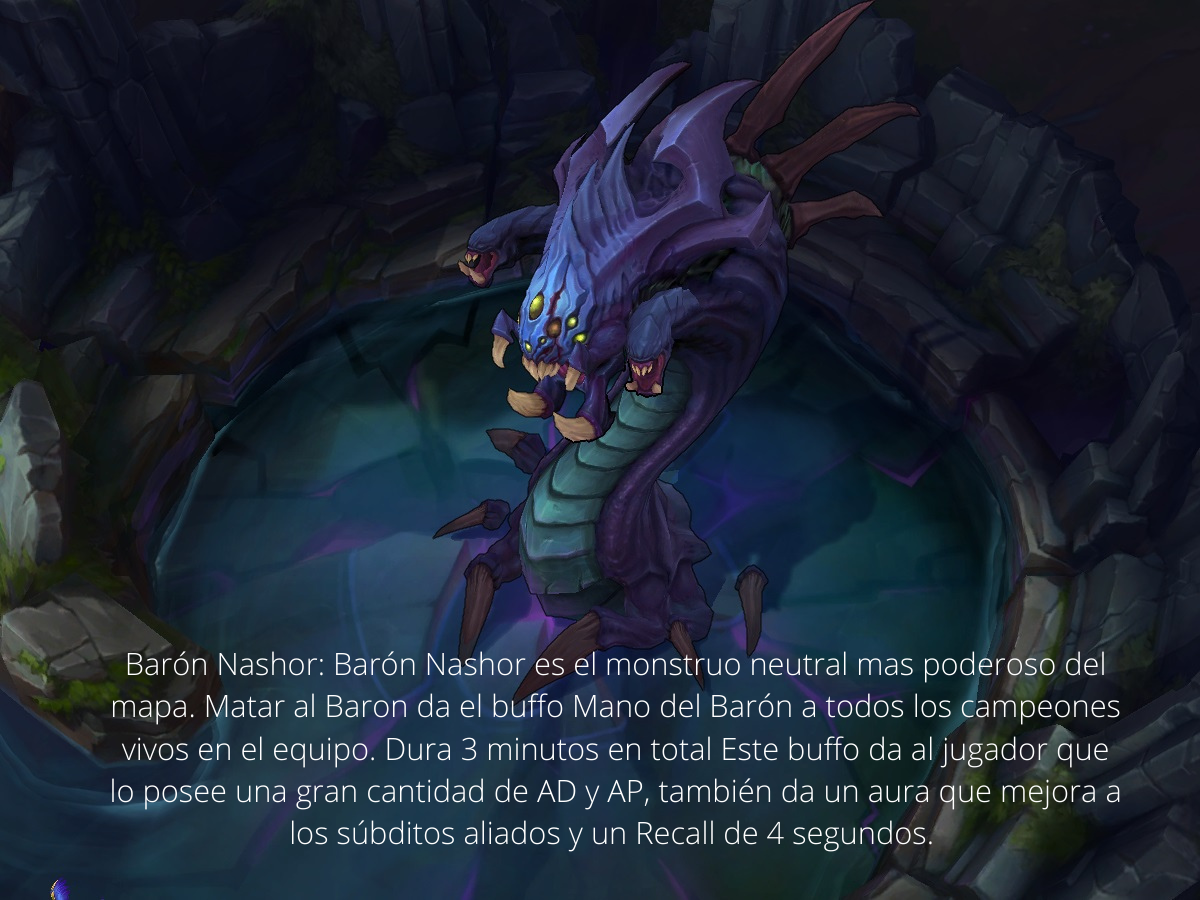 Barón Nashor: Barón Nashor es el monstruo neutral mas poderoso del
mapa. Matar al Baron da el buffo Mano del Barón a todos los campeones
vivos en el equipo. Dura 3 minutos en total Este buffo da al jugador que
lo posee una gran cantidad de AD y AP, también da un aura que mejora a
los súbditos aliados y un Recall de 4 segundos.